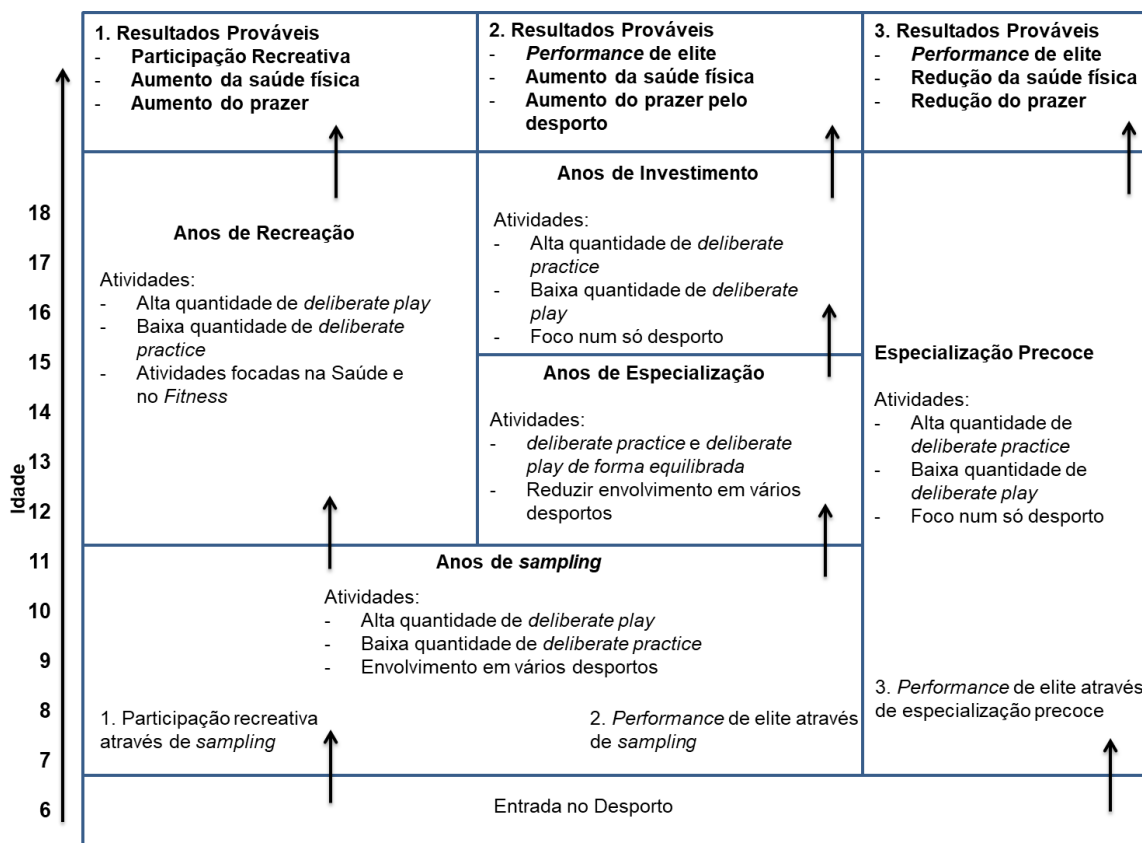 1. Resultados Prováveis
- Participação Recreativa
- Aumento da saúde física
- Aumento do prazer
2. Resultados Prováveis
- Performance de elite
- Aumento da saúde física
- Aumento do prazer pelo
desporto
3. Resultados Prováveis
- Performance de elite
- Redução da saúde física
- Redução do prazer
Idade
18
17
16
15
14
13
12
11
10
9
8
7
6
Anos de Recreação
Atividades:
- Alta quantidade de deliberate play
- Baixa quantidade de deliberate
practice
- Atividades focadas na Saúde e
no Fitness
Anos de Investimento
Atividades:
- Alta quantidade de deliberate
practice
- Baixa quantidade de deliberate
play
- Foco num só desporto
Anos de Especialização
Atividades:
- deliberate practice e deliberate
play de forma equilibrada
- Reduzir envolvimento em vários
desportos
Especialização Precoce
Atividades:
- Alta quantidade de
deliberate practice
- Baixa quantidade de
deliberate play
- Foco num só desporto
Anos de sampling
Atividades:
- Alta quantidade de deliberate play
- Baixa quantidade de deliberate practice
- Envolvimento em vários desportos
1. Participação recreativa
através de sampling
2. Performance de elite através
de sampling
3. Performance de elite através
de especialização precoce
Entrada no Desporto